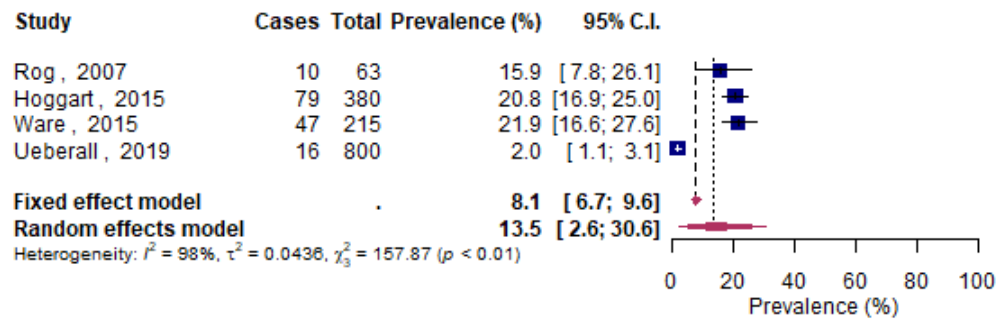 Study Cases Total Prevalence (%) 95% C.I.
Rog , 2007 10 63 15.9 [ 7.8; 26.1]
Hoggart , 2015 79 380 20.8 [16.9; 25.0]
Ware , 2015 47 215 21.9 [16.6; 27.6]
Ueberall , 2019 16 800 2.0 [ 1.1; 3.1]
Fixed effect model . 8.1 [ 6.7; 9.6]
Random effects model 13.5 [ 2.6; 30.6]
Heterogeneity: I² = 98%, τ² = 0.0436, χ²₃ = 157.87 (p < 0.01)
0 20 40 60 80 100
Prevalence (%)